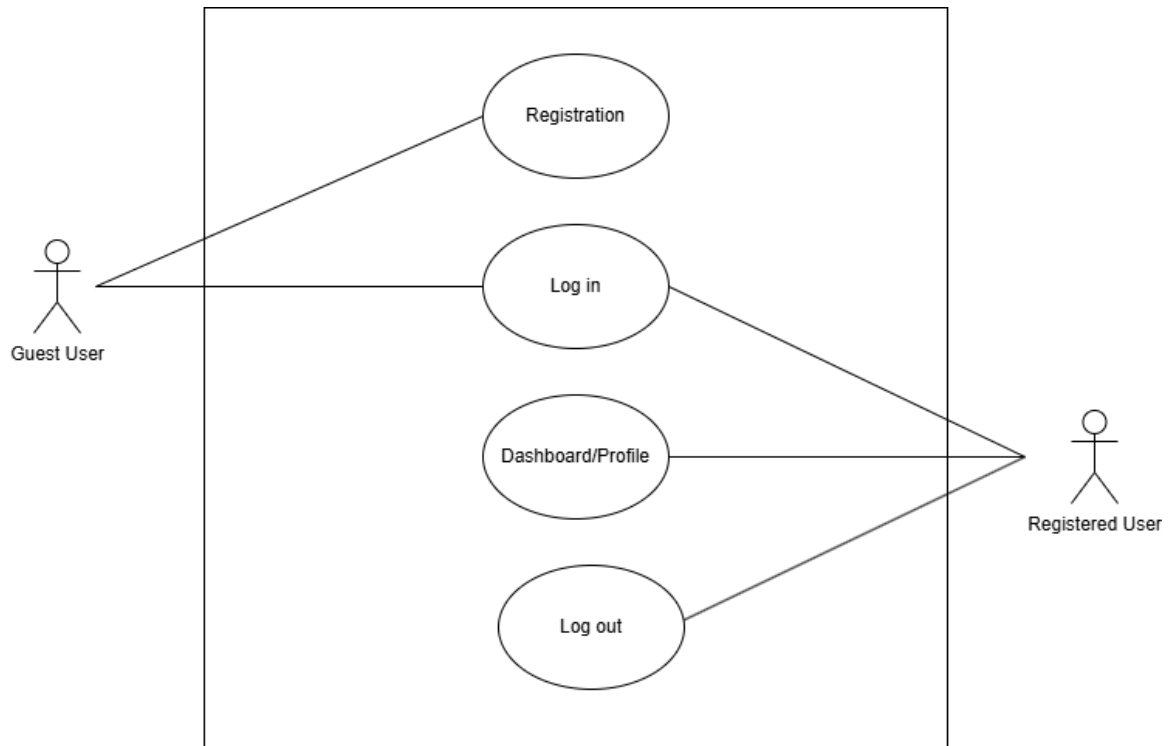 Registration
Log in
Guest User
Dashboard/Profile
Registered User
Log out